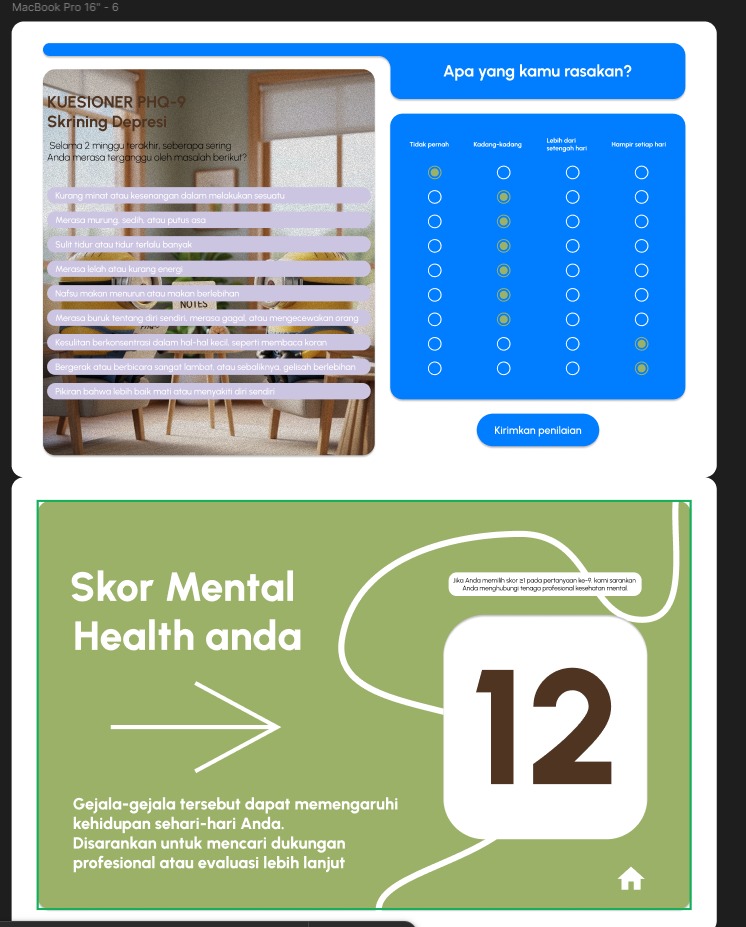 MacBook Pro 16" - 6
Apa yang kamu rasakan?
KUESIONER PHQ-9
Skrining Depresi
Selama 2 minggu terakhir, seberapa sering
Anda merasa terganggu oleh masalah berikut?
Tidak pernah
Kadang-kadang
Lebih dari
setengah hari
Hampir setiap hari
Kurang minat atau kesenangan dalam melakukan sesuatu
Merasa murung, sedih, atau putus asa
Sulit tidur atau tidur terlalu banyak
Merasa lelah atau kurang energi
Nafsu makan menurun atau makan berlebihan
NOTES
Merasa buruk tentang diri sendiri, merasa gagal, atau mengecewakan orang
Kesulitan berkonsentrasi dalam hal-hal kecil, seperti membaca koran
Bergerak atau berbicara sangat lambat, atau sebaliknya, gelisah berlebihan
Pikiran bahwa lebih baik mati atau menyakiti diri sendiri
Kirimkan penilaian
Skor Mental
Health anda
Jika Anda memilih skor ≥1 pada pertanyaan ke-9, kami sarankan
Anda menghubungi tenaga profesional kesehatan mental.
12
Gejala-gejala tersebut dapat memengaruhi
kehidupan sehari-hari Anda.
Disarankan untuk mencari dukungan
profesional atau evaluasi lebih lanjut